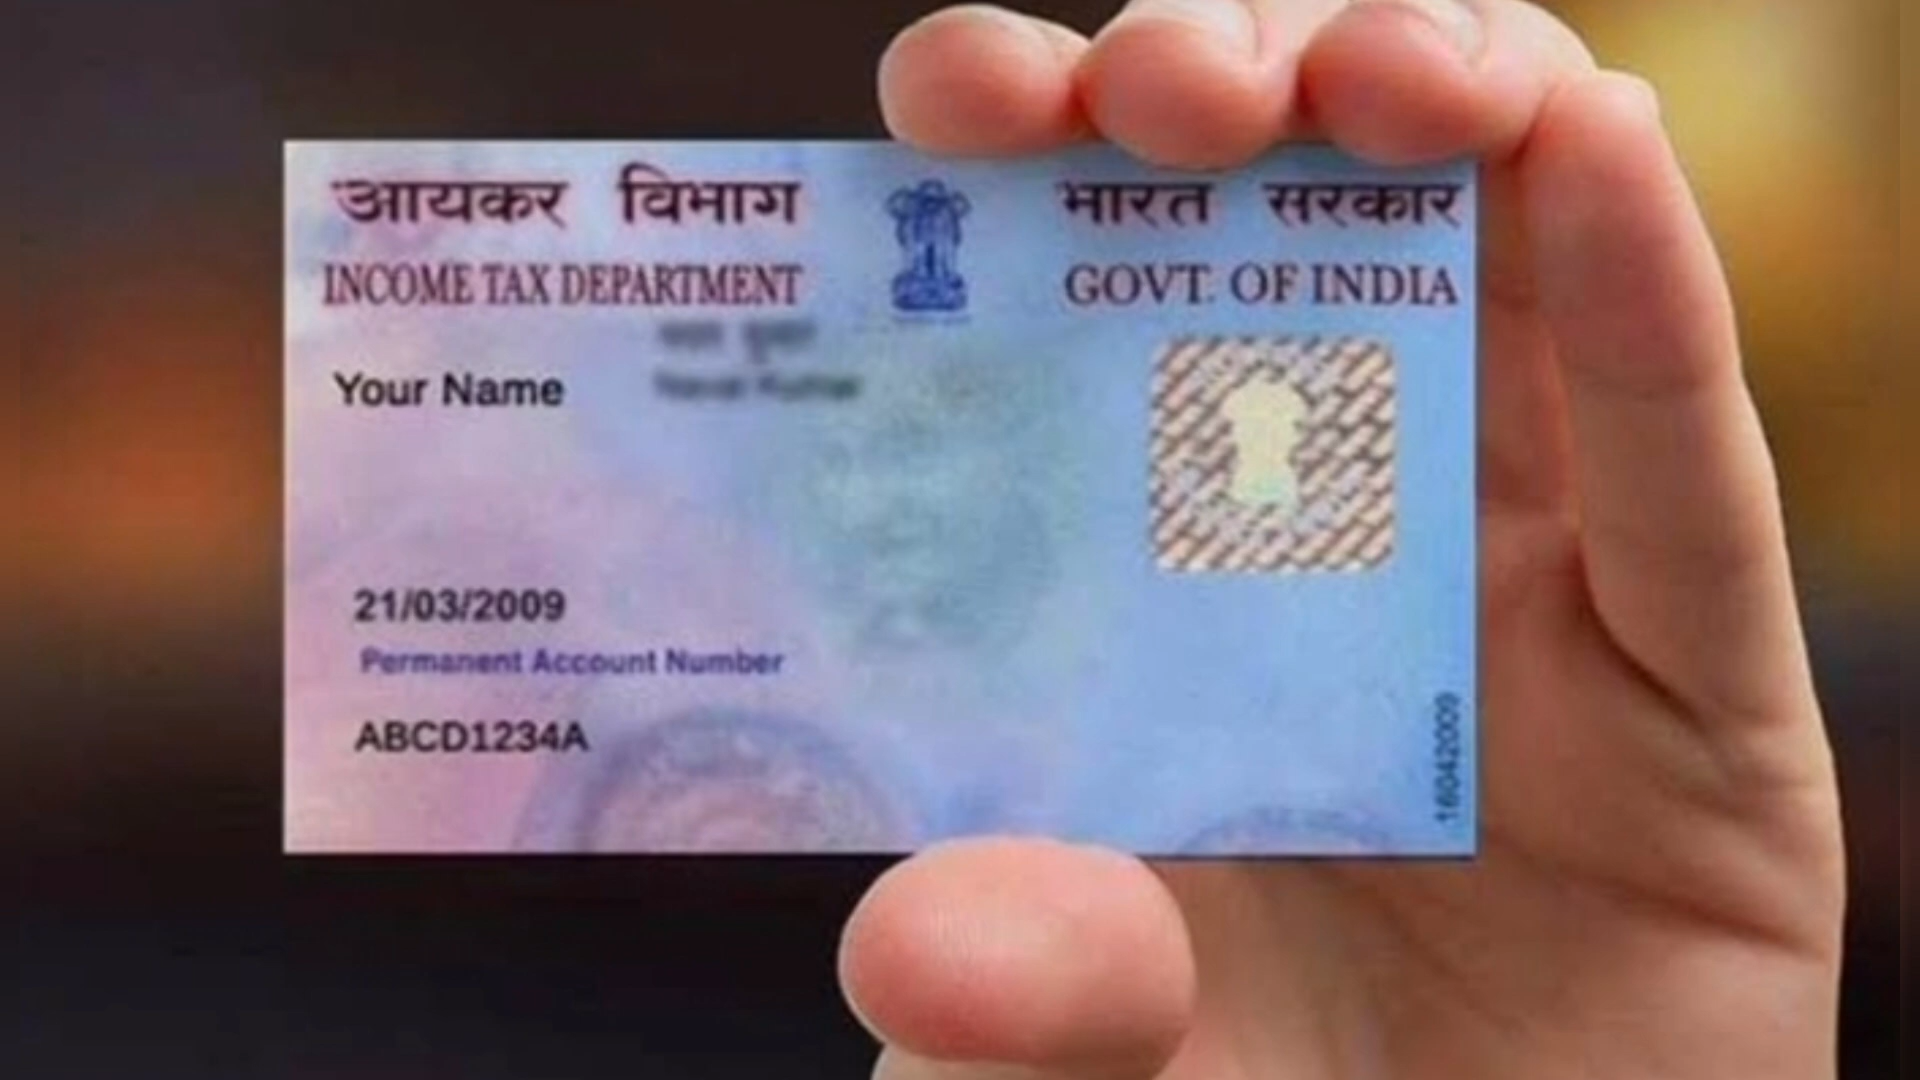 आयकर विभाग
भारत सरकार
INCOME TAX DEPARTMENT
GOVT. OF INDIA
Your Name
21/03/2009
Permanent Account Number
ABCD1234A
16042009